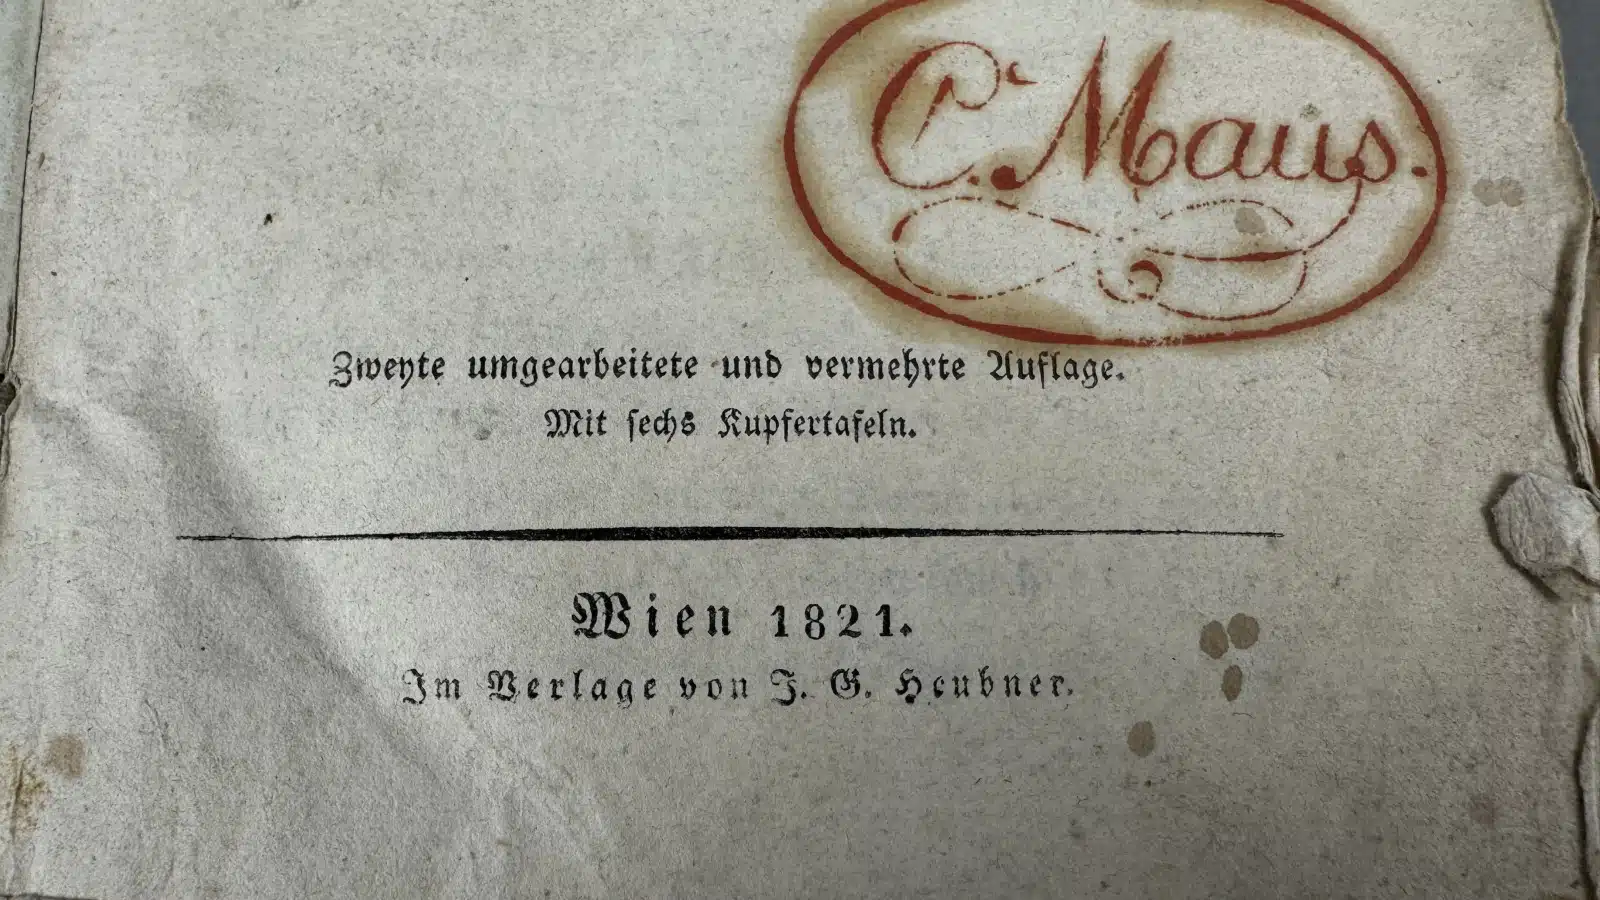 C. Maus.
Zweyte umgearbeitete und vermehrte Auflage.
Mit ſechs Kupfertafeln.
Wien 1821.
Im Verlage von J. G. Heubner.